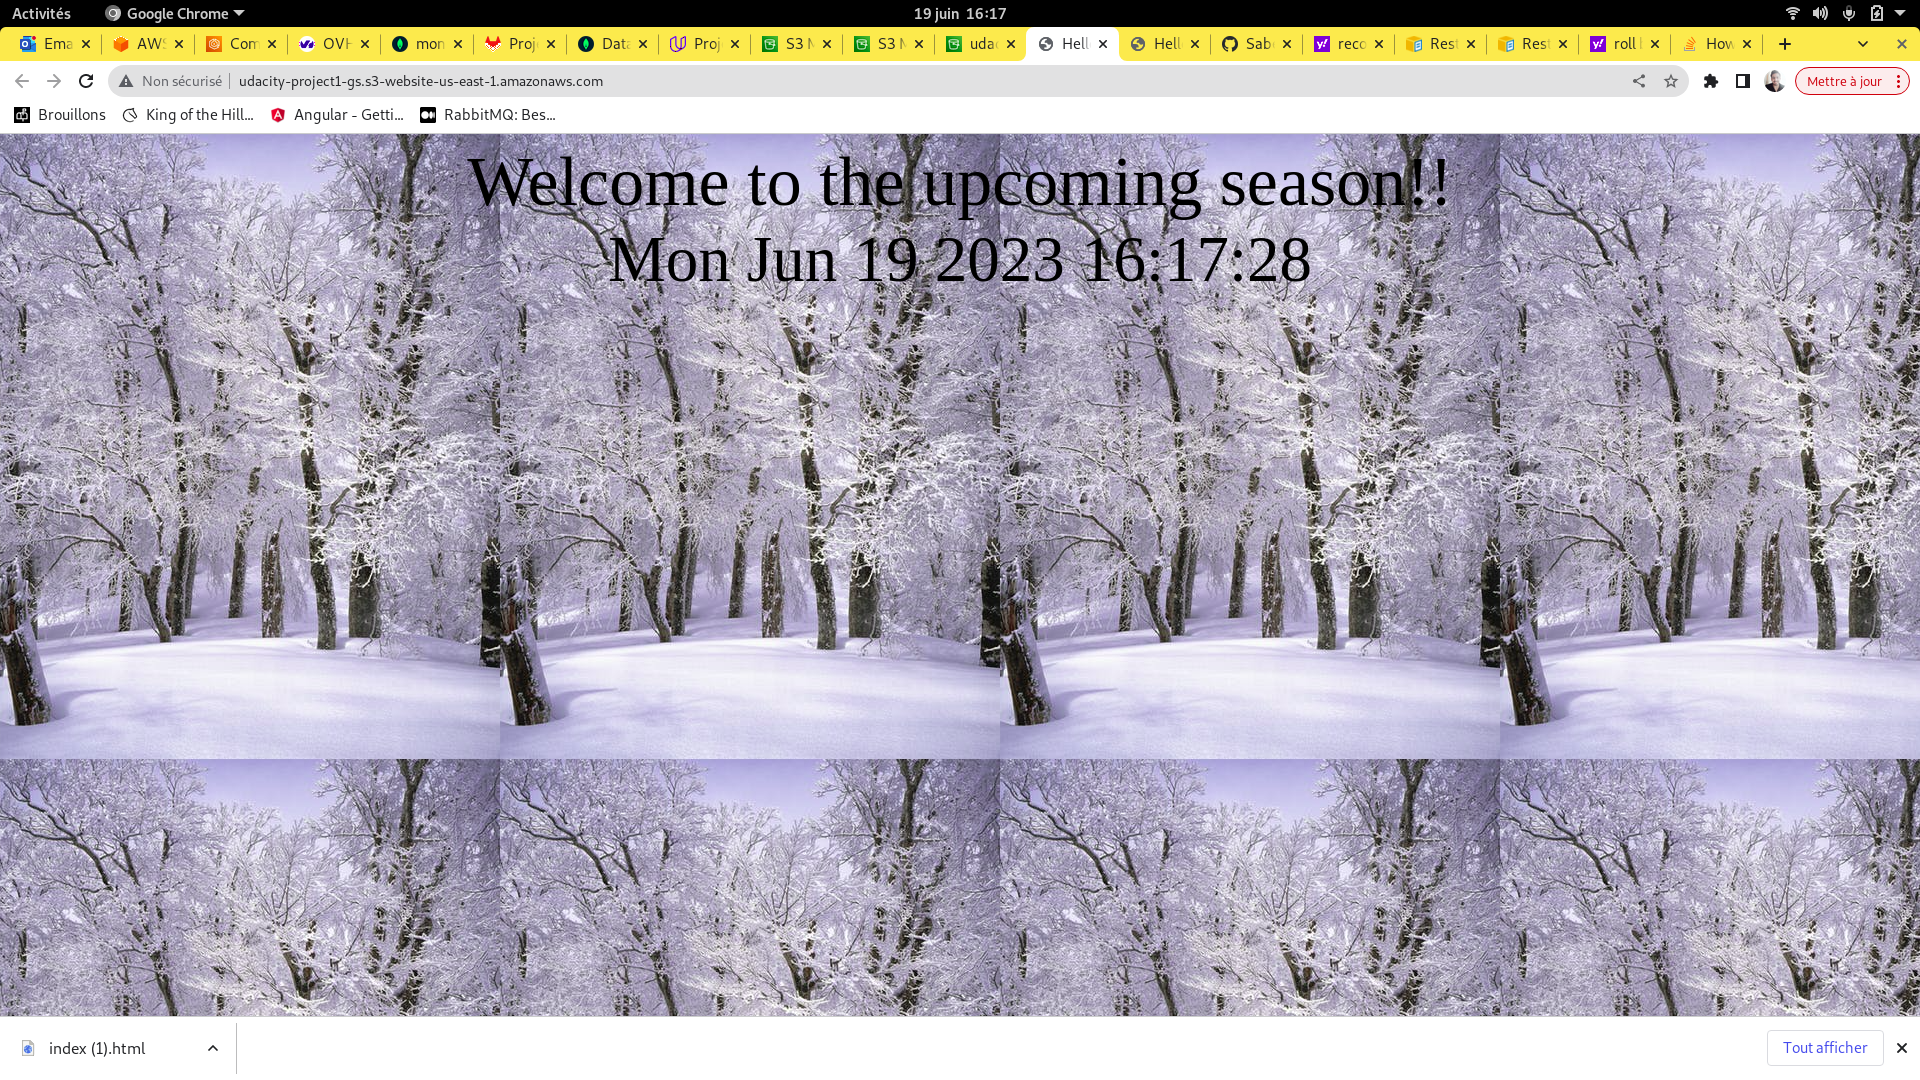 Activités Google Chrome 19 juin 16:17
Ema AWS Com OVH mon Proj Data Proj S3 M S3 M udac Hell Hell Sab reco Rest Rest roll l How
Non sécurisé udacity-project1-gs.s3-website-us-east-1.amazonaws.com Mettre à jour
Brouillons King of the Hill... Angular - Getti... RabbitMQ: Bes...
Welcome to the upcoming season!!
Mon Jun 19 2023 16:17:28
index (1).html Tout afficher